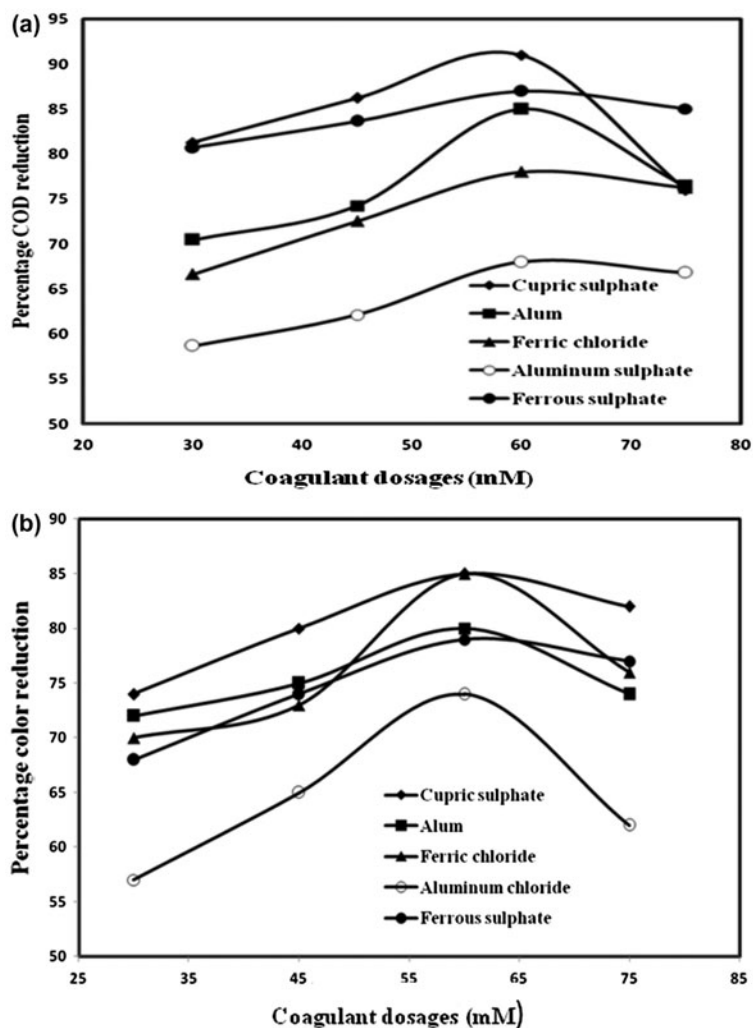 (a)
95
90
85
80
75
70
65
60
55
50
Percentage COD reduction
Cupric sulphate
Alum
Ferric chloride
Aluminum sulphate
Ferrous sulphate
20 30 40 50 60 70 80
Coagulant dosages (mM)
(b)
90
85
80
75
70
65
60
55
50
Percentage color reduction
Cupric sulphate
Alum
Ferric chloride
Aluminum chloride
Ferrous sulphate
25 35 45 55 65 75 85
Coagulant dosages (mM)